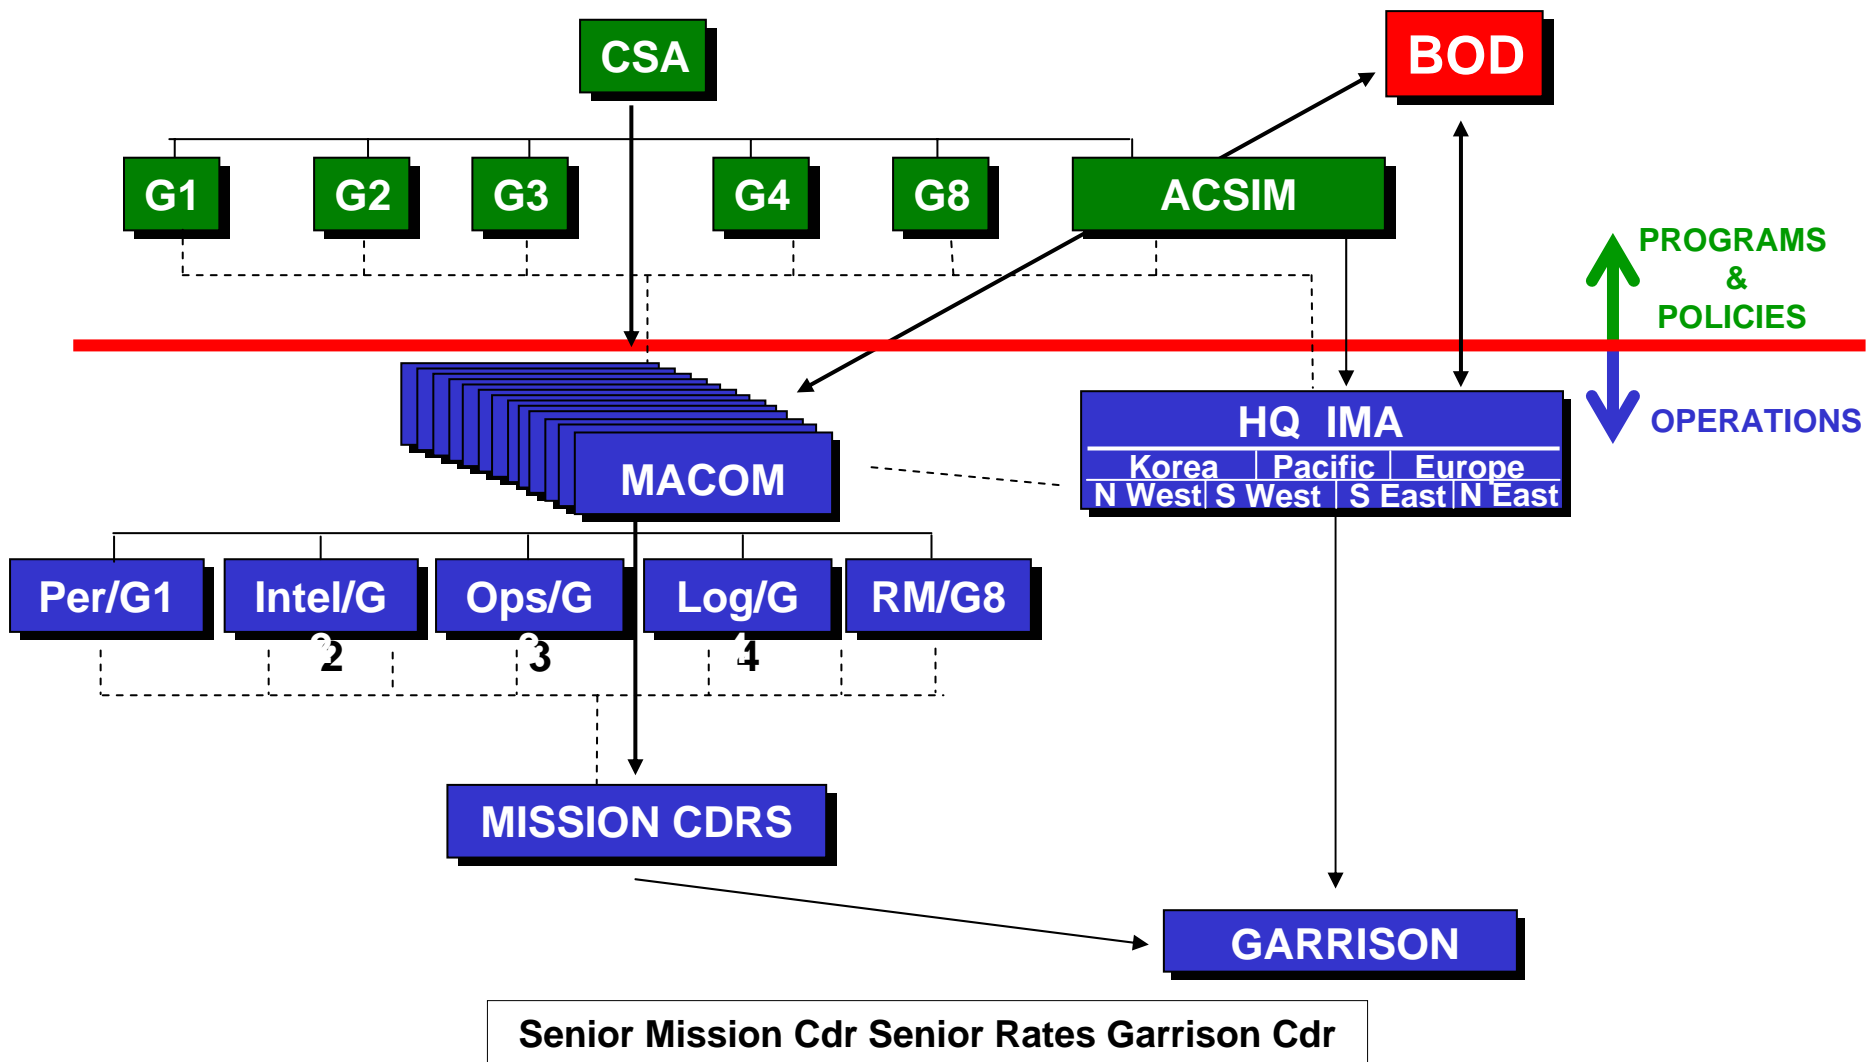 CSA
BOD
G1
G2
G3
G4
G8
ACSIM
PROGRAMS
&
POLICIES
OPERATIONS
HQ IMA
Korea Pacific Europe
N West S West S East N East
MACOM
Per/G1
Intel/G
2
Ops/G
3
Log/G
4
RM/G8
MISSION CDRS
GARRISON
Senior Mission Cdr Senior Rates Garrison Cdr